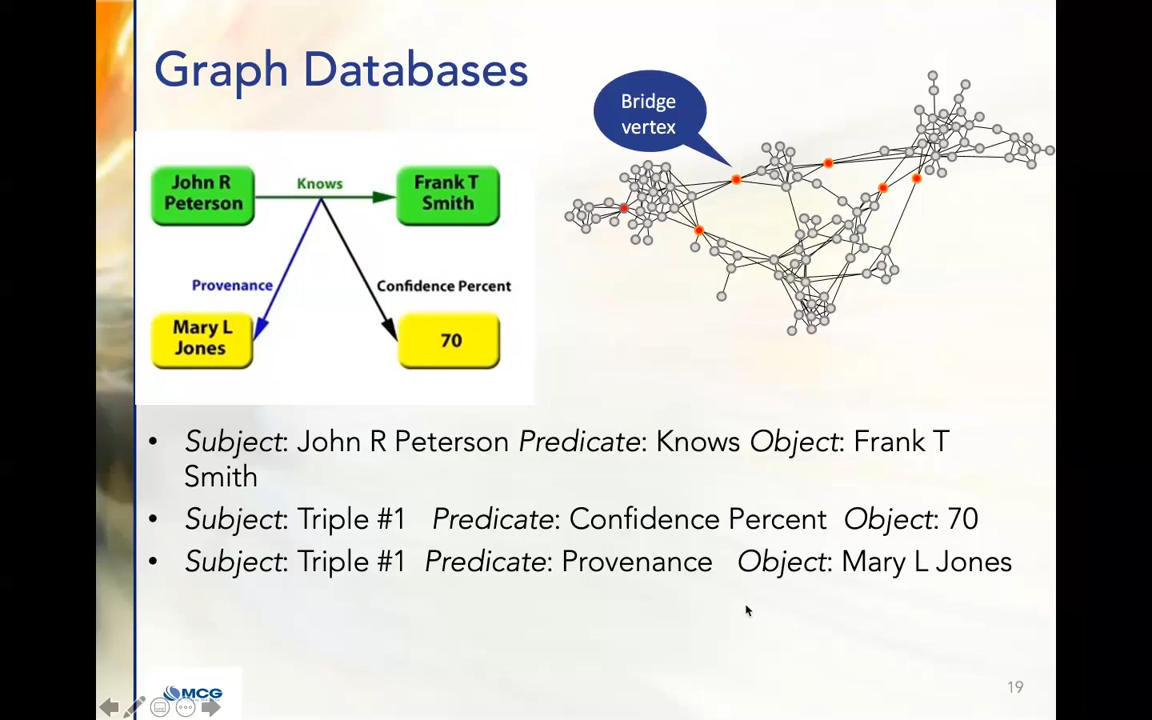 Graph Databases
Bridge
vertex
John R
Peterson
Knows
Frank T
Smith
Provenance
Confidence Percent
Mary L
Jones
70
• Subject: John R Peterson Predicate: Knows Object: Frank T
Smith
• Subject: Triple #1 Predicate: Confidence Percent Object: 70
• Subject: Triple #1 Predicate: Provenance Object: Mary L Jones
MCG
19